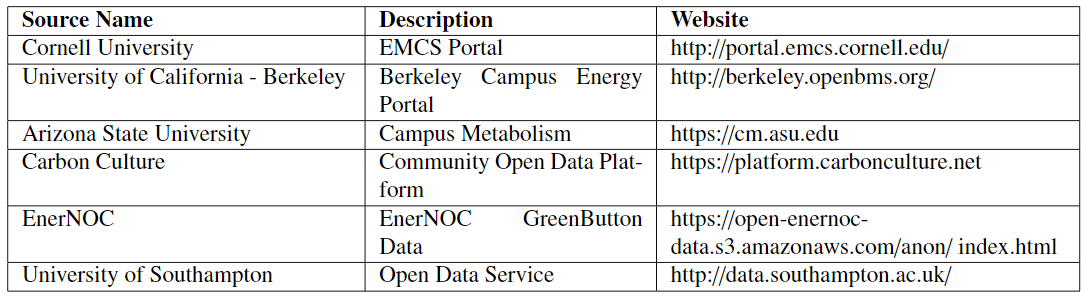 Source Name Description Website
Cornell University EMCS Portal http://portal.emcs.cornell.edu/
University of California - Berkeley Berkeley Campus Energy http://berkeley.openbms.org/
Portal
Arizona State University Campus Metabolism https://cm.asu.edu
Carbon Culture Community Open Data Plat- https://platform.carbonculture.net
form
EnerNOC EnerNOC GreenButton https://open-enernoc-
Data data.s3.amazonaws.com/anon/ index.html
University of Southampton Open Data Service http://data.southampton.ac.uk/